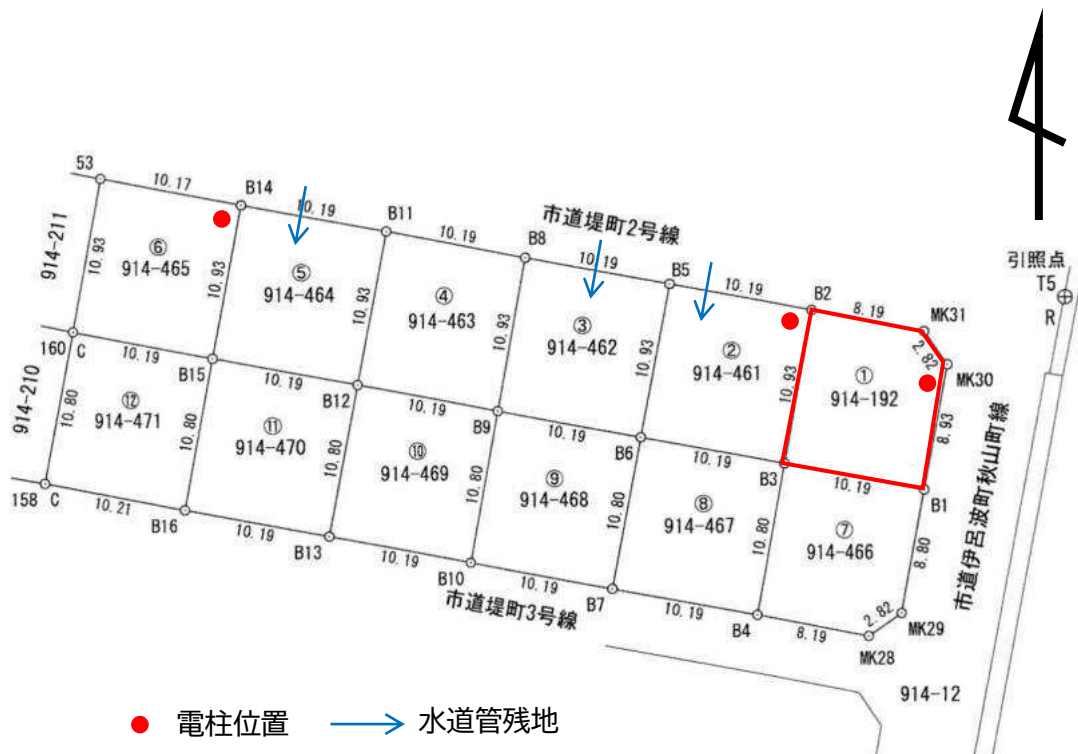 引照点
T5
R
市道堤町2号線
53
10.17
B14
10.19
B11
10.19
B8
10.19
B5
10.19
B2
8.19
MK31
2.82
MK30
914-211
10.93
⑥
914-465
10.93
⑤
914-464
10.93
④
914-463
10.93
③
914-462
10.93
②
914-461
10.93
①
914-192
8.93
160 C
10.19
B15
10.19
B12
10.19
B9
10.19
B6
10.19
B3
10.19
B1
914-210
10.80
⑫
914-471
10.80
⑪
914-470
10.80
⑩
914-469
10.80
⑨
914-468
10.80
⑧
914-467
10.80
⑦
914-466
8.80
市道伊呂波町秋山町線
158 C
10.21
B16
10.19
B13
10.19
B10
10.19
B7
10.19
B4
8.19
MK28
2.82
MK29
市道堤町3号線
914-12
電柱位置
水道管残地